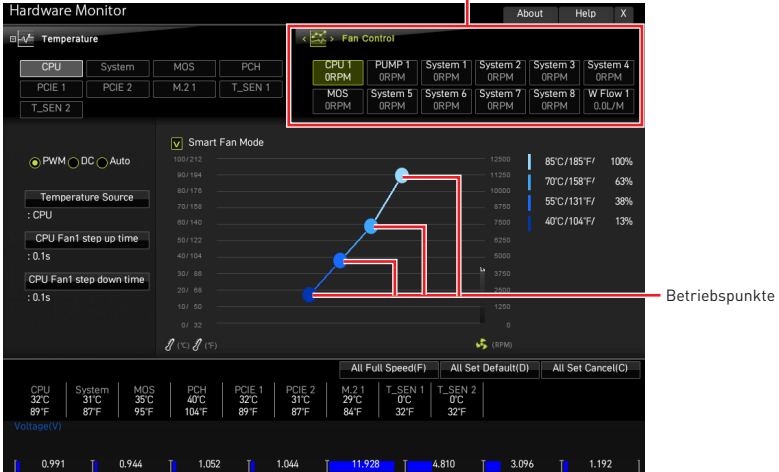 Hardware Monitor
About Help X
Temperature
Fan Control
CPU System MOS PCH
PCIE 1 PCIE 2 M.2 1 T_SEN 1
T_SEN 2
CPU 1 PUMP 1 System 1 System 2 System 3 System 4
0RPM 0RPM 0RPM 0RPM 0RPM 0RPM
MOS System 5 System 6 System 7 System 8 W Flow 1
0RPM 0RPM 0RPM 0RPM 0RPM 0.0L/M
PWM DC Auto
Temperature Source
: CPU
CPU Fan1 step up time
: 0.1s
CPU Fan1 step down time
: 0.1s
Smart Fan Mode
100/212 12500
90/194 11250
80/176 10000
70/158 8750
60/140 7500
50/122 6250
40/104 5000
30/ 86 3750
20/ 68 2500
10/ 50 1250
0/ 32 0
(°C) (°F) (RPM)
85°C/185°F/ 100%
70°C/158°F/ 63%
55°C/131°F/ 38%
40°C/104°F/ 13%
Betriebspunkte
All Full Speed(F) All Set Default(D) All Set Cancel(C)
CPU System MOS PCH PCIE 1 PCIE 2 M.2 1 T_SEN 1 T_SEN 2
32°C 31°C 35°C 40°C 32°C 31°C 29°C 0°C 0°C
89°F 87°F 95°F 104°F 89°F 87°F 84°F 32°F 32°F
Voltage(V)
0.991 0.944 1.052 1.044 11.928 4.810 3.096 1.192